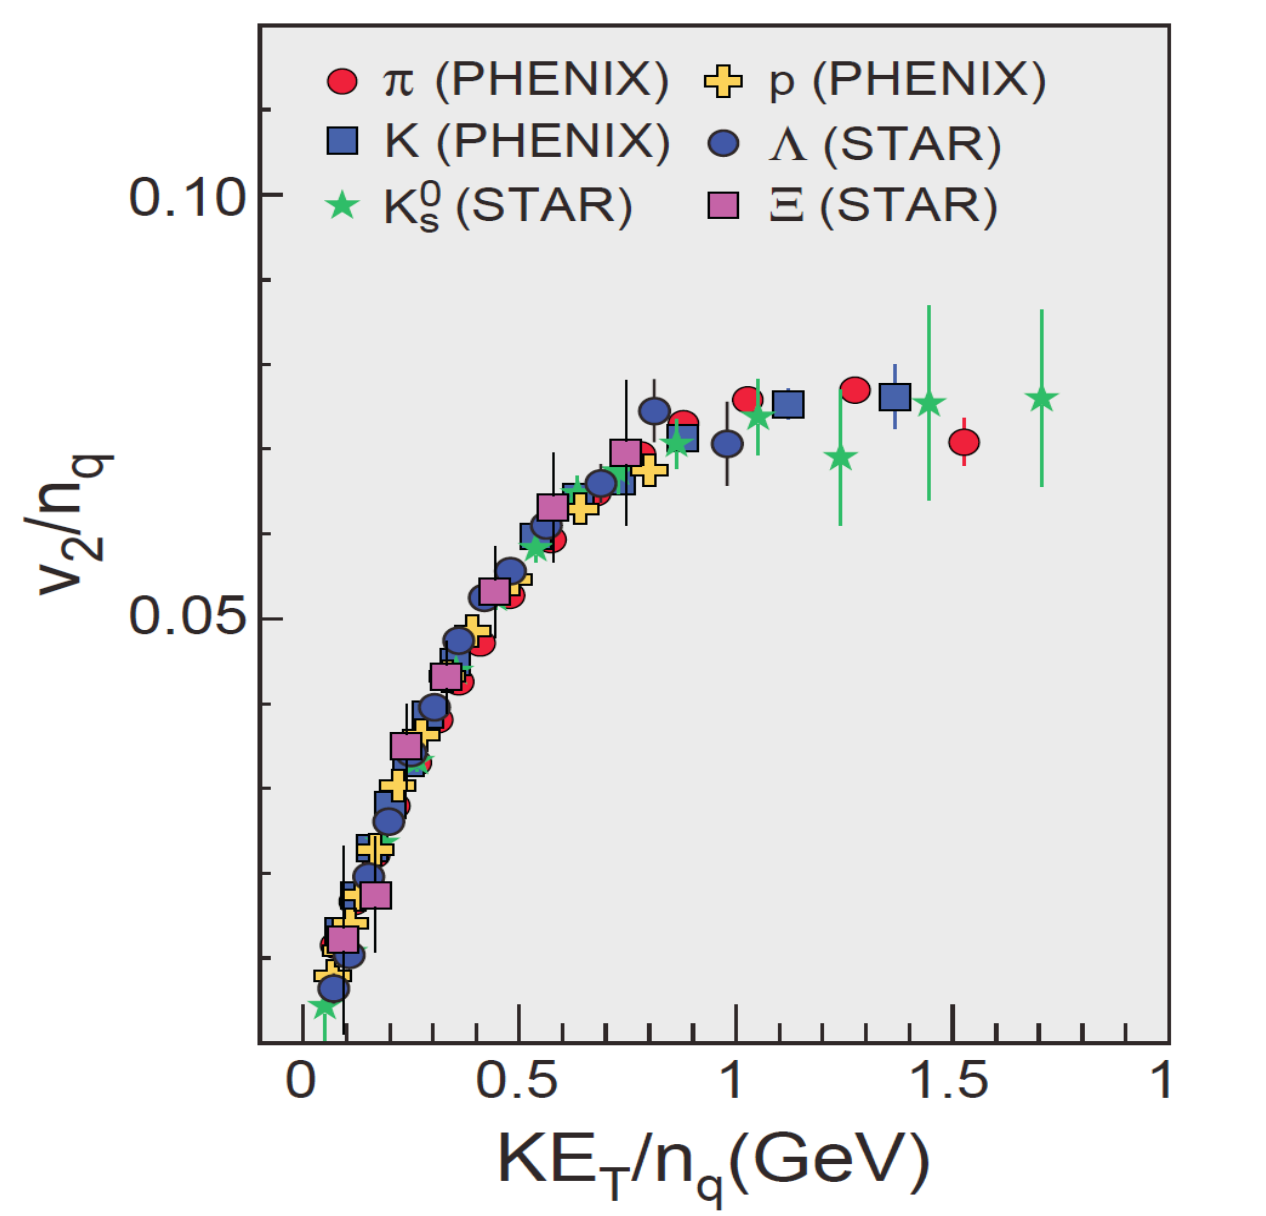 π (PHENIX) p (PHENIX)
K (PHENIX) Λ (STAR)
K⁰ₛ (STAR) Ξ (STAR)
0.10
0.05
v₂/n_q
0 0.5 1 1.5 1
KE_T/n_q(GeV)